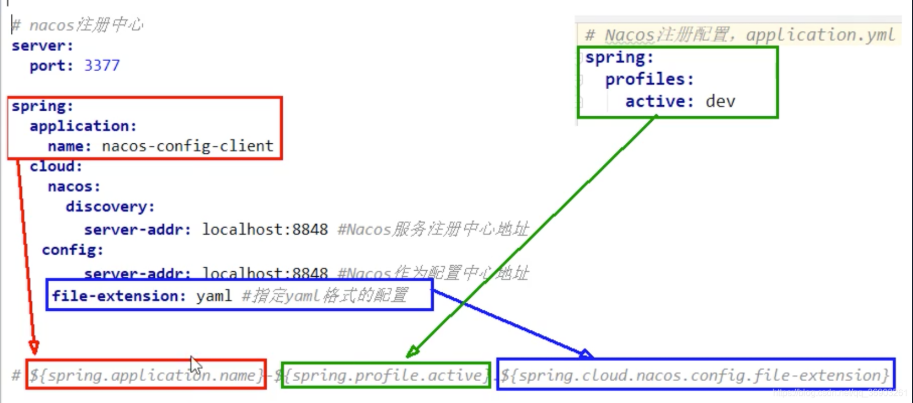 # nacos注册中心
server:
  port: 3377
spring:
  application:
    name: nacos-config-client
  cloud:
    nacos:
      discovery:
        server-addr: localhost:8848 #Nacos服务注册中心地址
      config:
        server-addr: localhost:8848 #Nacos作为配置中心地址
        file-extension: yaml #指定yaml格式的配置
# Nacos注册配置，application.yml
spring:
  profiles:
    active: dev
# ${spring.application.name}-${spring.profile.active}.${spring.cloud.nacos.config.file-extension}